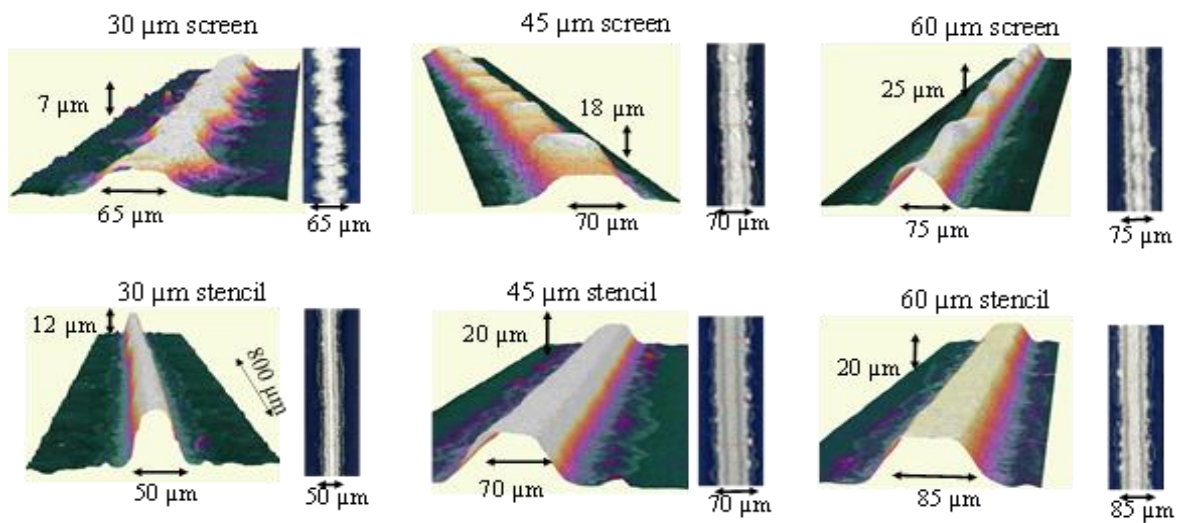 30 μm screen
45 μm screen
60 μm screen
7 μm
18 μm
25 μm
65 μm
65 μm
70 μm
70 μm
75 μm
75 μm
30 μm stencil
45 μm stencil
60 μm stencil
12 μm
800 μm
20 μm
20 μm
50 μm
50 μm
70 μm
70 μm
85 μm
85 μm